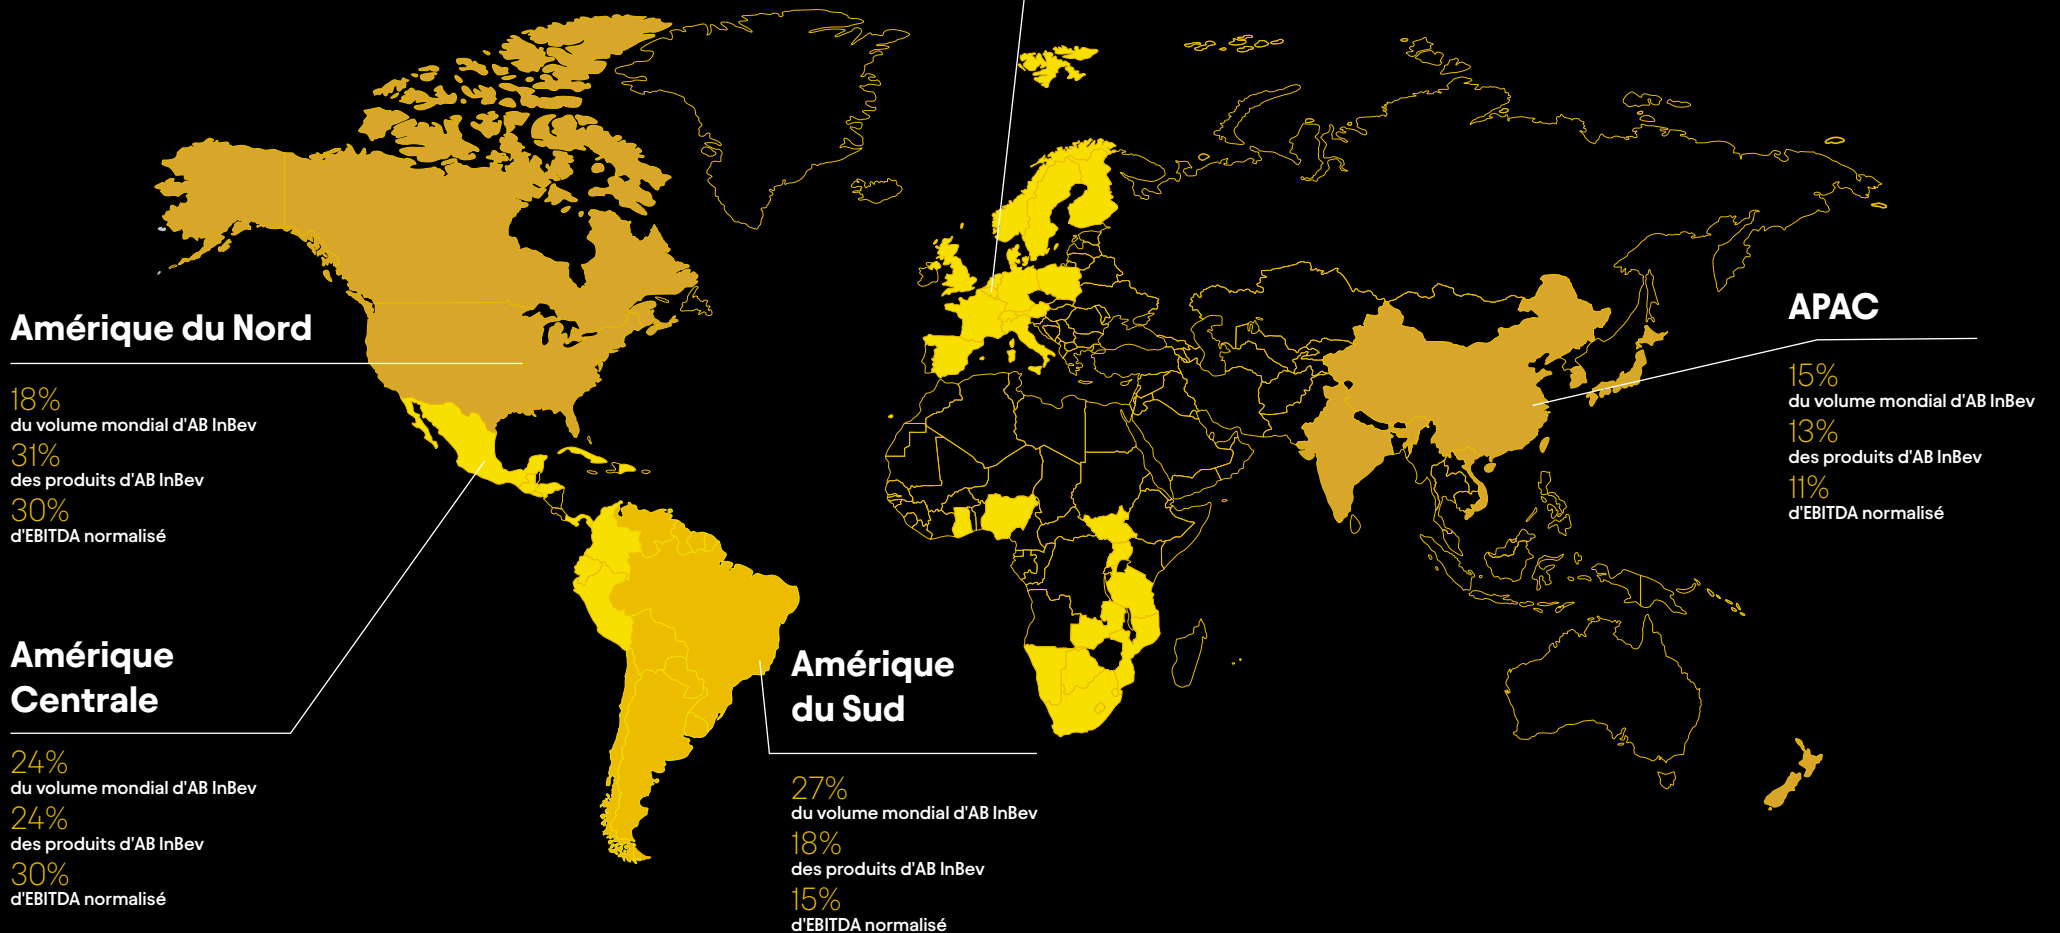 Amérique du Nord
18%
du volume mondial d'AB InBev
31%
des produits d'AB InBev
30%
d'EBITDA normalisé
Amérique
Centrale
24%
du volume mondial d'AB InBev
24%
des produits d'AB InBev
30%
d'EBITDA normalisé
Amérique
du Sud
27%
du volume mondial d'AB InBev
18%
des produits d'AB InBev
15%
d'EBITDA normalisé
APAC
15%
du volume mondial d'AB InBev
13%
des produits d'AB InBev
11%
d'EBITDA normalisé